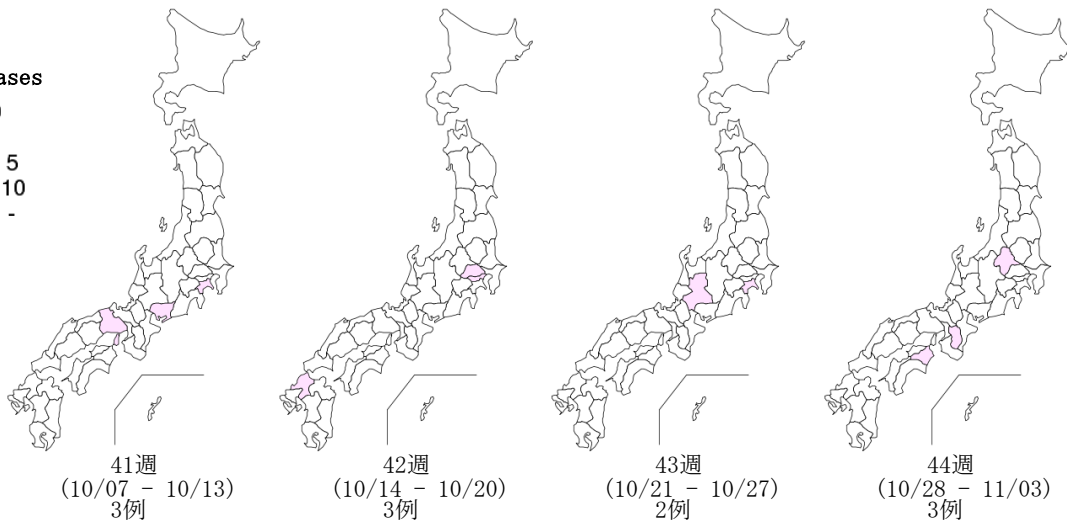 ases
5
10
-
41週
(10/07 - 10/13)
3例
42週
(10/14 - 10/20)
3例
43週
(10/21 - 10/27)
2例
44週
(10/28 - 11/03)
3例